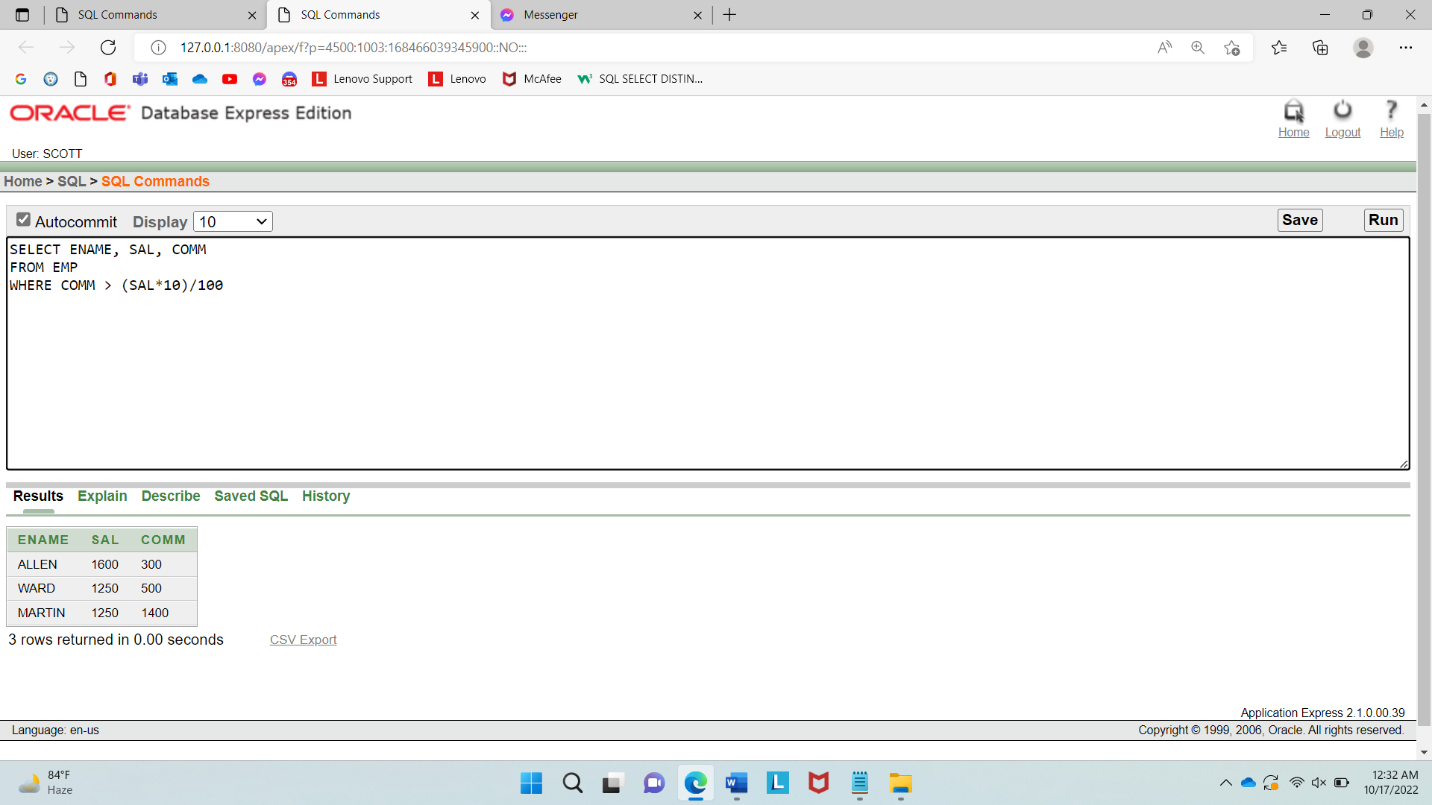 SQL Commands
SQL Commands
Messenger
127.0.0.1:8080/apex/f?p=4500:1003:168466039345900::NO:::
354
Lenovo Support
Lenovo
McAfee
SQL SELECT DISTIN...
ORACLE Database Express Edition
Home
Logout
Help
User: SCOTT
Home > SQL > SQL Commands
Autocommit Display 10
Save
Run
SELECT ENAME, SAL, COMM
FROM EMP
WHERE COMM > (SAL*10)/100
Results Explain Describe Saved SQL History
ENAME SAL COMM
ALLEN 1600 300
WARD 1250 500
MARTIN 1250 1400
3 rows returned in 0.00 seconds
CSV Export
Application Express 2.1.0.00.39
Language: en-us
Copyright © 1999, 2006, Oracle. All rights reserved.
84°F
Haze
12:32 AM
10/17/2022